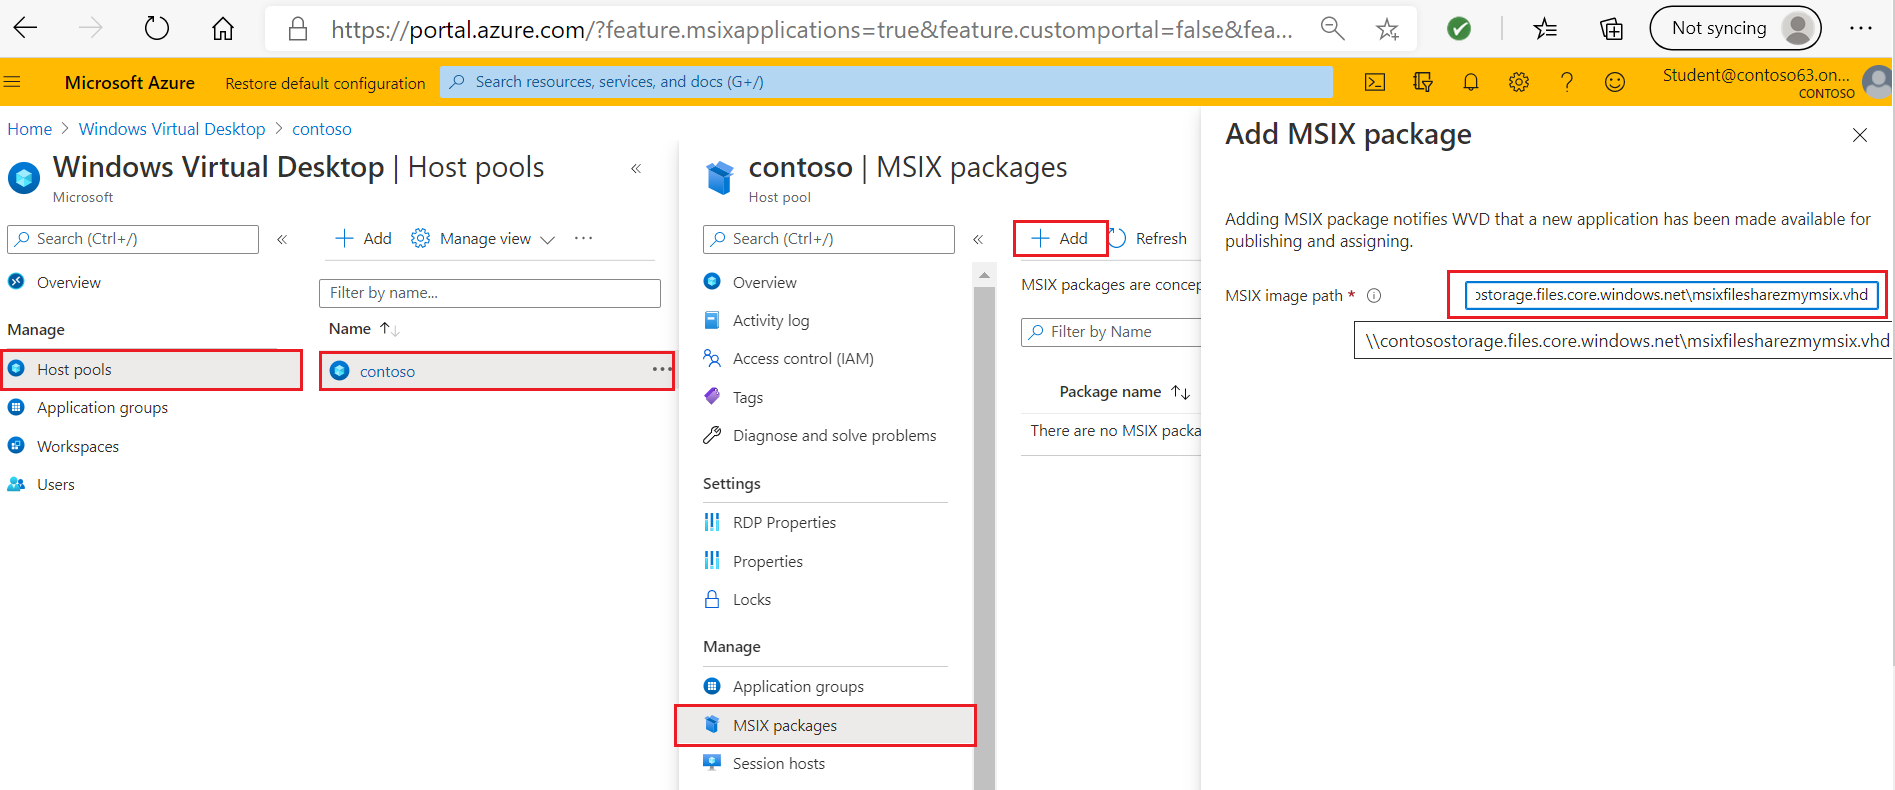 https://portal.azure.com/?feature.msixapplications=true&feature.customportal=false&fea...
Not syncing
Microsoft Azure
Restore default configuration
Search resources, services, and docs (G+/)
Student@contoso63.on...
CONTOSO
Home > Windows Virtual Desktop > contoso
Windows Virtual Desktop | Host pools
Microsoft
Search (Ctrl+/)
Overview
Manage
Host pools
Application groups
Workspaces
Users
Add
Manage view
Filter by name...
Name
contoso
contoso | MSIX packages
Host pool
Search (Ctrl+/)
Overview
Activity log
Access control (IAM)
Tags
Diagnose and solve problems
Settings
RDP Properties
Properties
Locks
Manage
Application groups
MSIX packages
Session hosts
Add
Refresh
MSIX packages are concep
Filter by Name
Package name
There are no MSIX packa
Add MSIX package
Adding MSIX package notifies WVD that a new application has been made available for
publishing and assigning.
MSIX image path *
ostorage.files.core.windows.net\msixfilesharezmymsix.vhd
\\contosostorage.files.core.windows.net\msixfilesharezmymsix.vhd